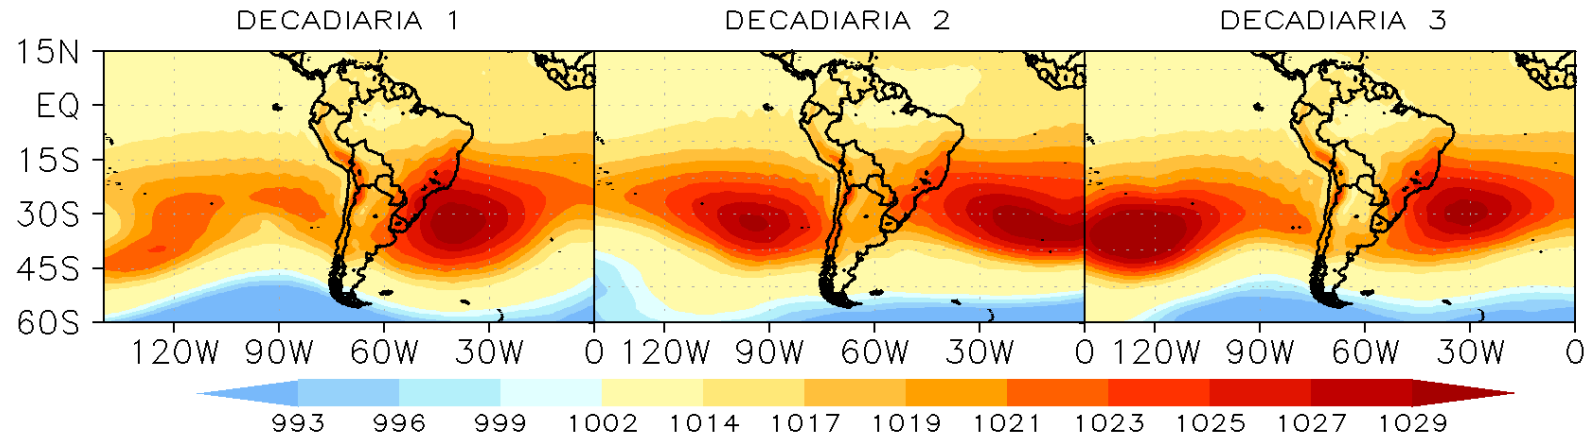 DECADIARIA 1 DECADIARIA 2 DECADIARIA 3
15N
EQ
15S
30S
45S
60S
120W 90W 60W 30W 0 120W 90W 60W 30W 0 120W 90W 60W 30W 0
993 996 999 1002 1014 1017 1019 1021 1023 1025 1027 1029